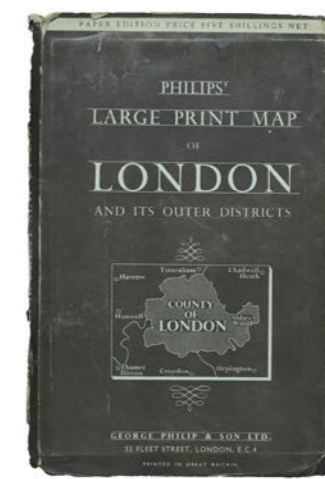 PAPER EDITION PRICE FIVE SHILLINGS NET
PHILIPS'
LARGE PRINT MAP
OF
LONDON
AND ITS OUTER DISTRICTS
Tottenham
Chadwell
Heath
Harrow
COUNTY
OF
LONDON
Hanwell
Abbey
Wood
Thames
Ditton
Croydon
Orpington
GEORGE PHILIP & SON LTD.
32 FLEET STREET, LONDON, E.C.4
PRINTED IN GREAT BRITAIN